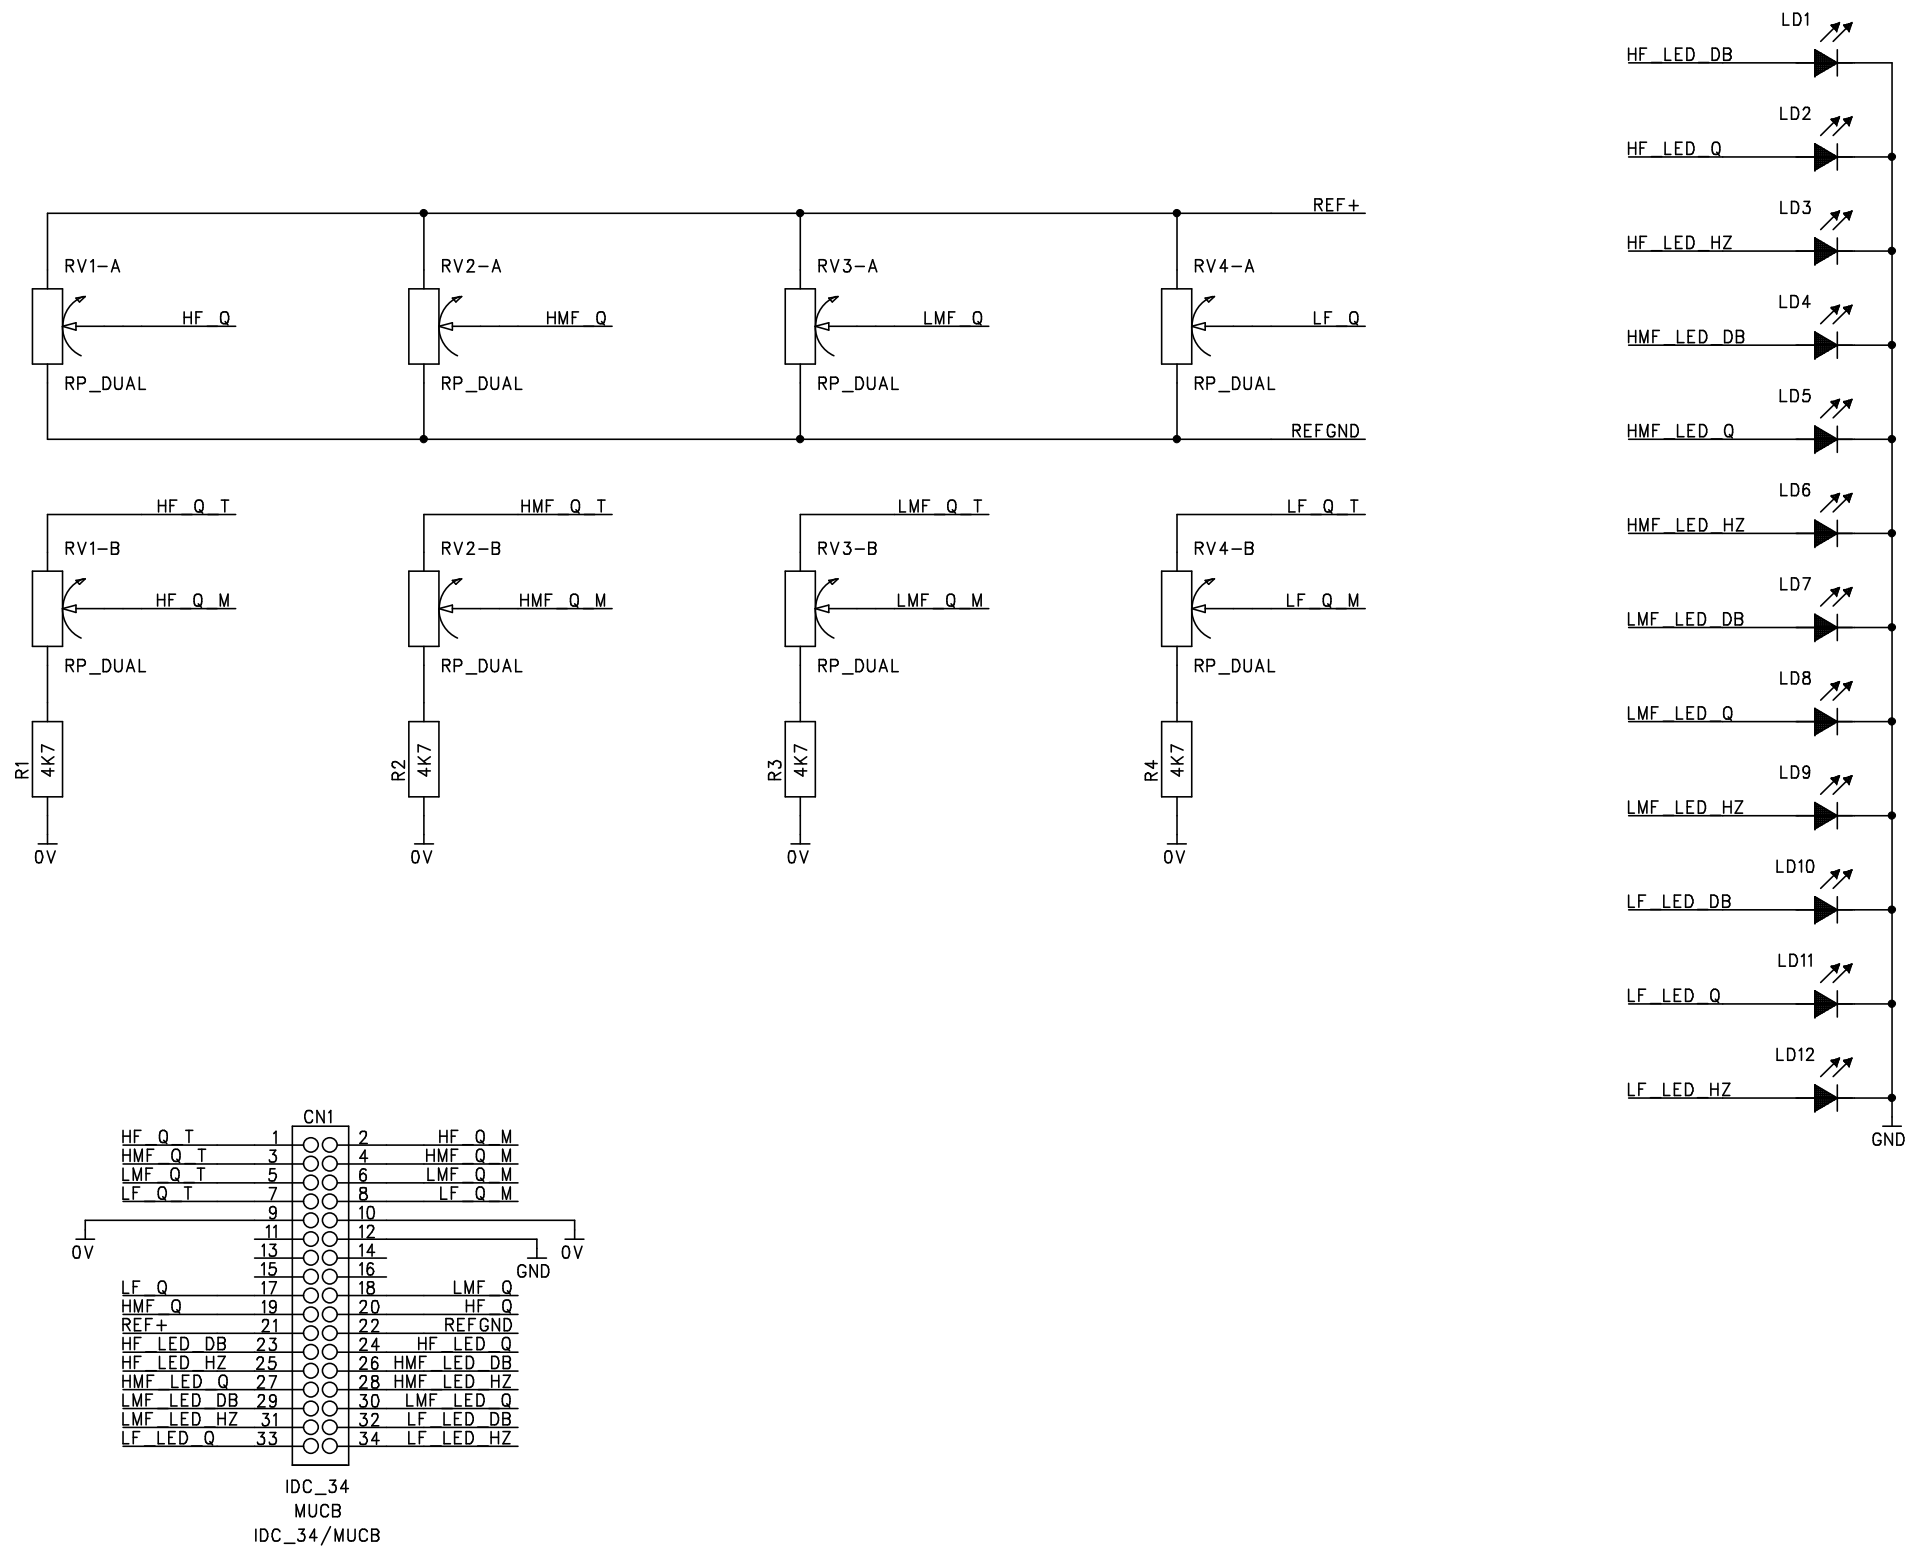 LD1
HF_LED_DB
LD2
HF_LED_Q
LD3
HF_LED_HZ
LD4
HMF_LED_DB
LD5
HMF_LED_Q
LD6
HMF_LED_HZ
LD7
LMF_LED_DB
LD8
LMF_LED_Q
LD9
LMF_LED_HZ
LD10
LF_LED_DB
LD11
LF_LED_Q
LD12
LF_LED_HZ
GND
REF+
RV1-A RV2-A RV3-A RV4-A
HF_Q HMF_Q LMF_Q LF_Q
RP_DUAL RP_DUAL RP_DUAL RP_DUAL
REFGND
HF_Q_T HMF_Q_T LMF_Q_T LF_Q_T
RV1-B RV2-B RV3-B RV4-B
HF_Q_M HMF_Q_M LMF_Q_M LF_Q_M
RP_DUAL RP_DUAL RP_DUAL RP_DUAL
R1 4K7 R2 4K7 R3 4K7 R4 4K7
0V 0V 0V 0V
CN1
HF_Q_T 1 2 HF_Q_M
HMF_Q_T 3 4 HMF_Q_M
LMF_Q_T 5 6 LMF_Q_M
LF_Q_T 7 8 LF_Q_M
9 10
0V 11 12 0V
13 14
15 16 GND
LF_Q 17 18 LMF_Q
HMF_Q 19 20 HF_Q
REF+ 21 22 REFGND
HF_LED_DB 23 24 HF_LED_Q
HF_LED_HZ 25 26 HMF_LED_DB
HMF_LED_Q 27 28 HMF_LED_HZ
LMF_LED_DB 29 30 LMF_LED_Q
LMF_LED_HZ 31 32 LF_LED_DB
LF_LED_Q 33 34 LF_LED_HZ
IDC_34
MUCB
IDC_34/MUCB